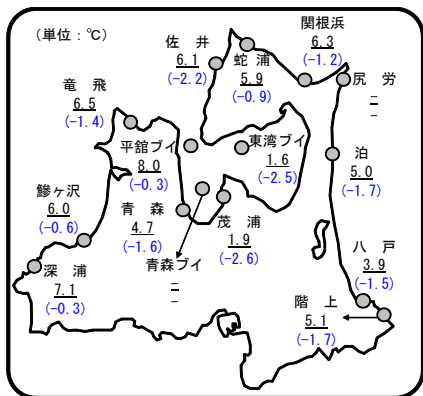 （単位：℃）
関根浜
6.3
(-1.2)
佐 井
6.1
(-2.2)
蛇 浦
5.9
(-0.9)
尻 労
－
－
竜 飛
6.5
(-1.4)
平舘ブイ
8.0
(-0.3)
東湾ブイ
1.6
(-2.5)
泊
5.0
(-1.7)
鰺ヶ沢
6.0
(-0.6)
青 森
4.7
(-1.6)
茂 浦
1.9
(-2.6)
青森ブイ
－
－
八 戸
3.9
(-1.5)
深 浦
7.1
(-0.3)
階 上
5.1
(-1.7)